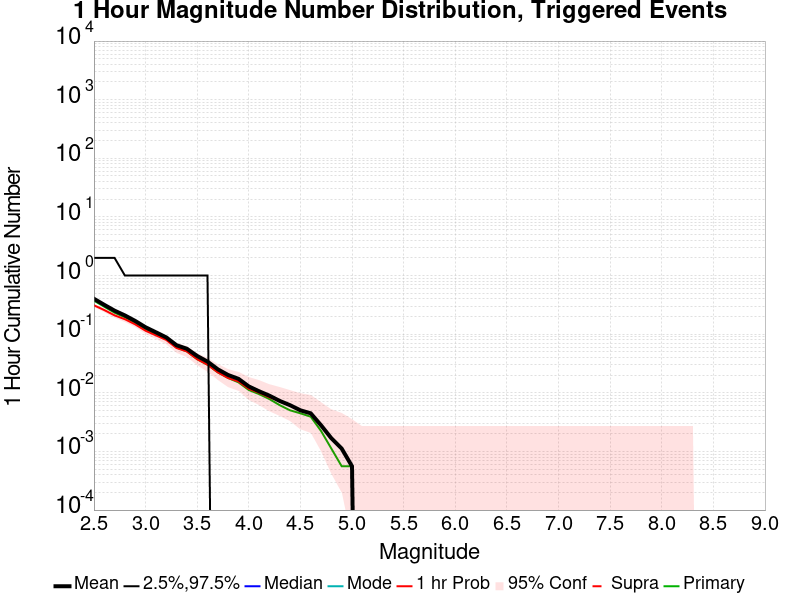 1 Hour Magnitude Number Distribution, Triggered Events
10^4
10^3
10^2
10^1
10^0
10^-1
10^-2
10^-3
10^-4
1 Hour Cumulative Number
2.5 3.0 3.5 4.0 4.5 5.0 5.5 6.0 6.5 7.0 7.5 8.0 8.5 9.0
Magnitude
Mean 2.5%,97.5% Median Mode 1 hr Prob 95% Conf Supra Primary